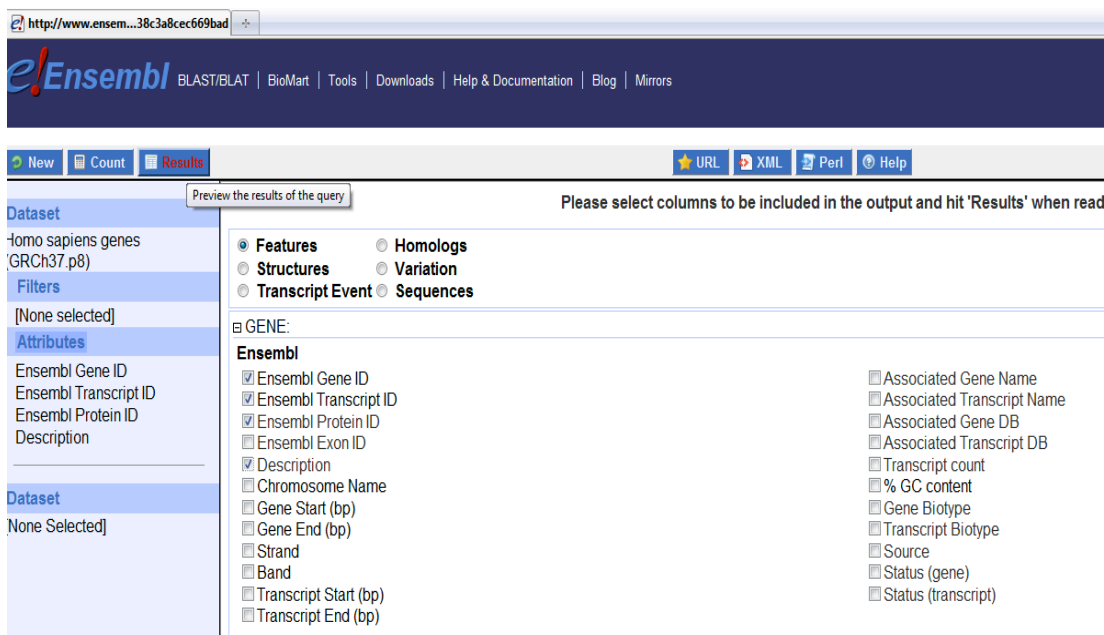 http://www.ensem...38c3a8cec669bad
e!Ensembl BLAST/BLAT | BioMart | Tools | Downloads | Help & Documentation | Blog | Mirrors
New Count Results URL XML Perl Help
Preview the results of the query
Please select columns to be included in the output and hit 'Results' when read
Dataset
Homo sapiens genes
(GRCh37.p8)
Filters
[None selected]
Attributes
Ensembl Gene ID
Ensembl Transcript ID
Ensembl Protein ID
Description
Dataset
[None Selected]
Features Homologs
Structures Variation
Transcript Event Sequences
GENE:
Ensembl
Ensembl Gene ID
Ensembl Transcript ID
Ensembl Protein ID
Ensembl Exon ID
Description
Chromosome Name
Gene Start (bp)
Gene End (bp)
Strand
Band
Transcript Start (bp)
Transcript End (bp)
Associated Gene Name
Associated Transcript Name
Associated Gene DB
Associated Transcript DB
Transcript count
% GC content
Gene Biotype
Transcript Biotype
Source
Status (gene)
Status (transcript)